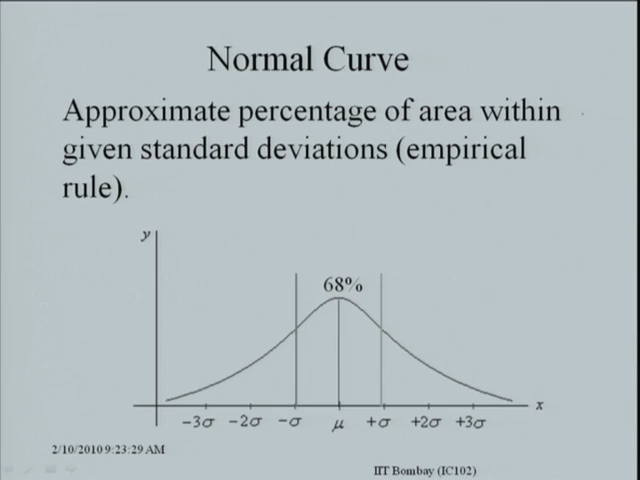 Normal Curve
Approximate percentage of area within
given standard deviations (empirical
rule).
y
68%
x
−3σ −2σ −σ μ +σ +2σ +3σ
2/10/2010 9:23:29 AM
IIT Bombay (IC102)